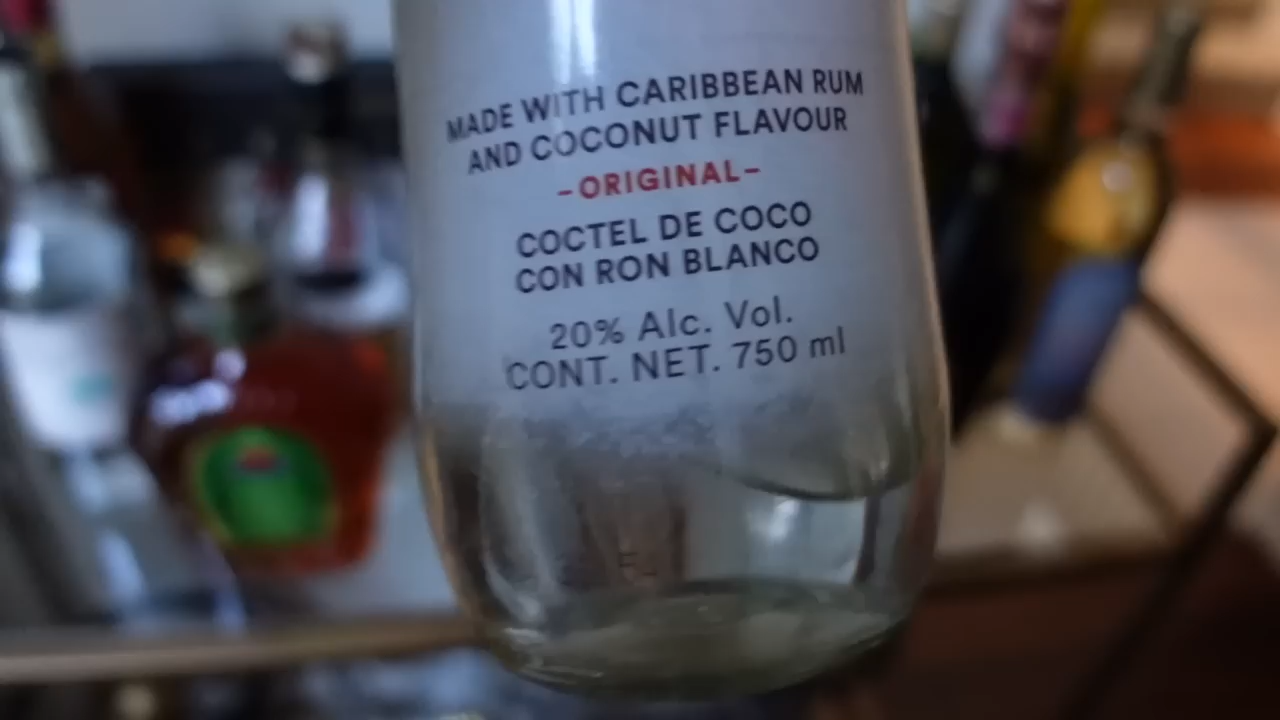 MADE WITH CARIBBEAN RUM
AND COCONUT FLAVOUR
-ORIGINAL-
COCTEL DE COCO
CON RON BLANCO
20% Alc. Vol.
CONT. NET. 750 ml